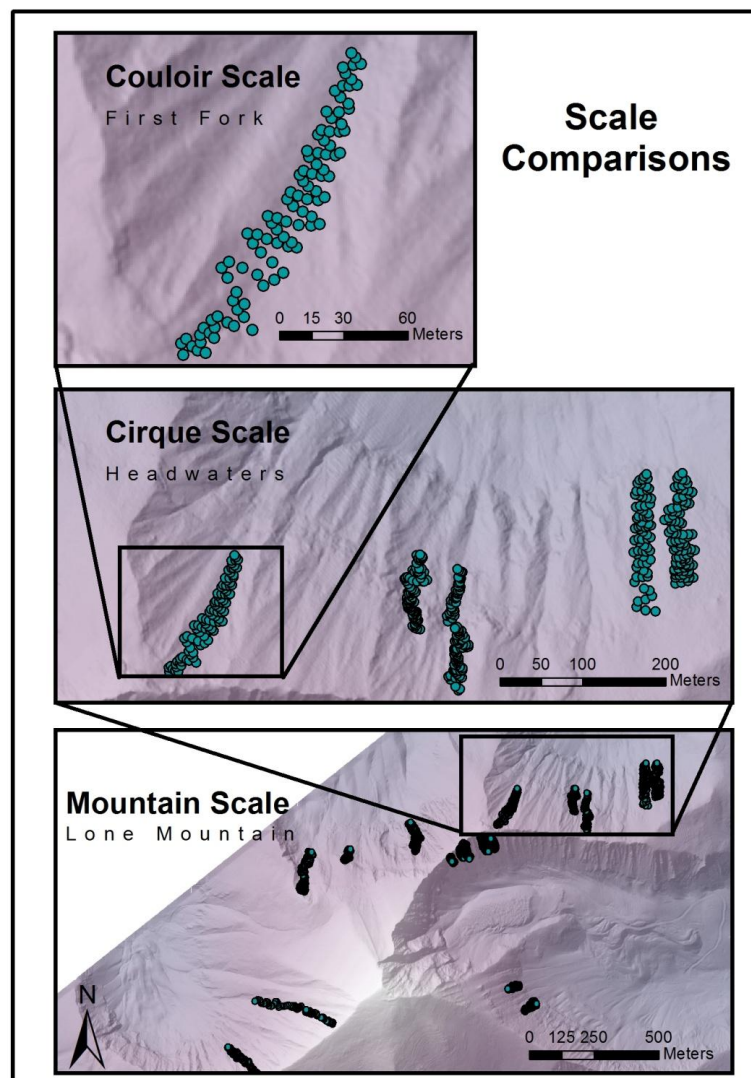 Scale
Comparisons
Couloir Scale
First Fork
0 15 30 60
Meters
Cirque Scale
Headwaters
0 50 100 200
Meters
Mountain Scale
Lone Mountain
N
0 125 250 500
Meters